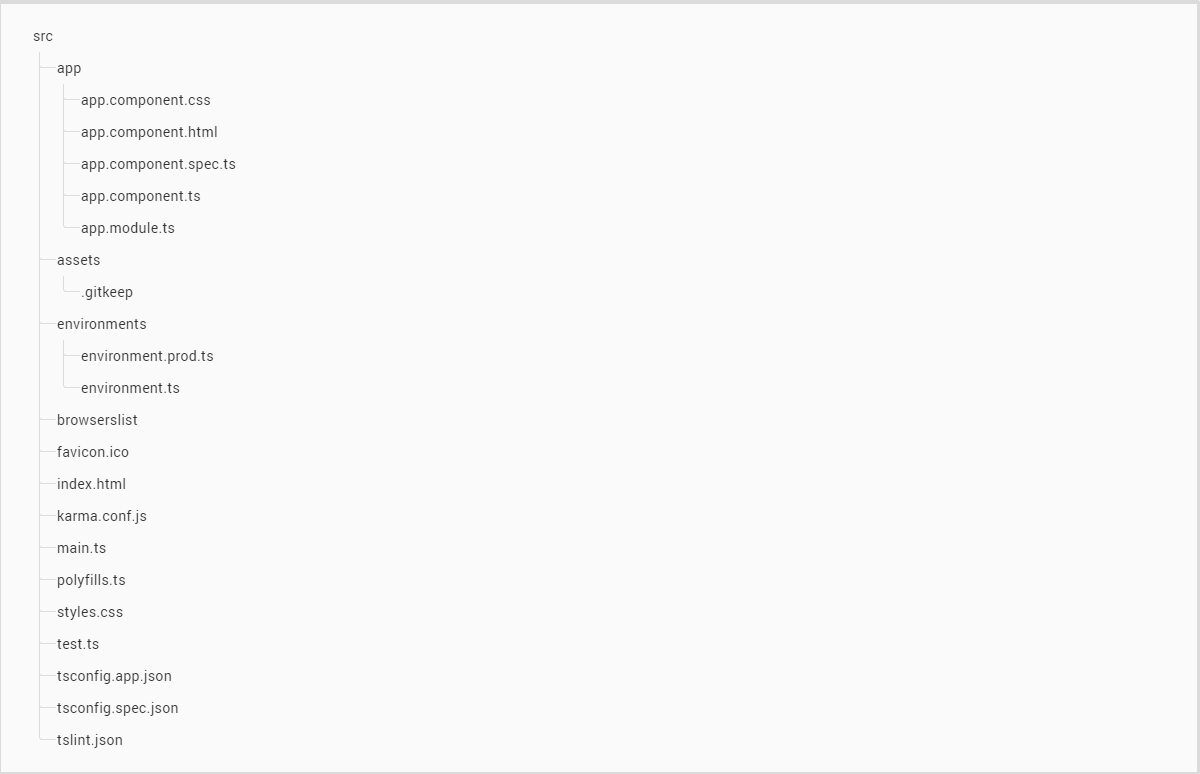 src
app
app.component.css
app.component.html
app.component.spec.ts
app.component.ts
app.module.ts
assets
.gitkeep
environments
environment.prod.ts
environment.ts
browserslist
favicon.ico
index.html
karma.conf.js
main.ts
polyfills.ts
styles.css
test.ts
tsconfig.app.json
tsconfig.spec.json
tslint.json